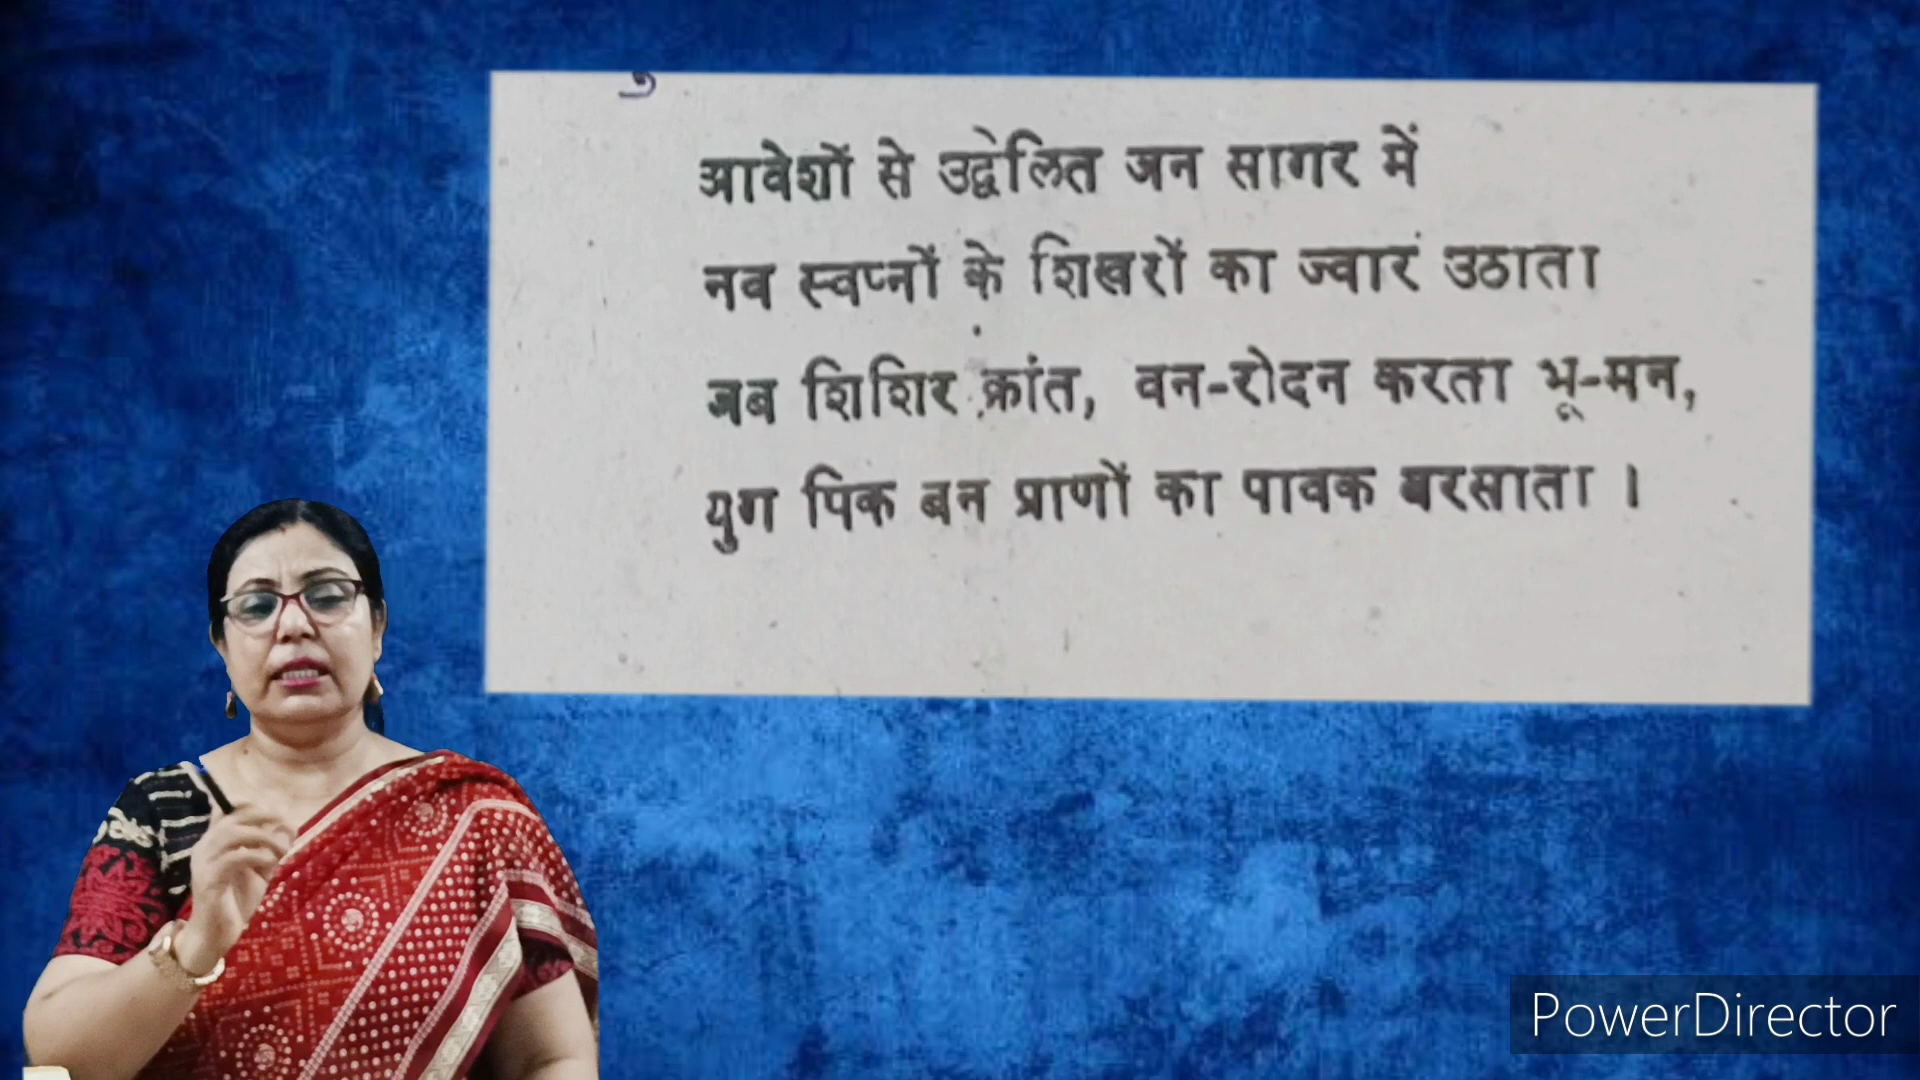 आवेशों से उद्वेलित जन सागर में
नव स्वप्नों के शिखरों का ज्वार उठाता
जब शिशिर क्रांत, वन-रोदन करता भू-मन,
युग पिक बन प्राणों का पावक बरसाता ।
PowerDirector